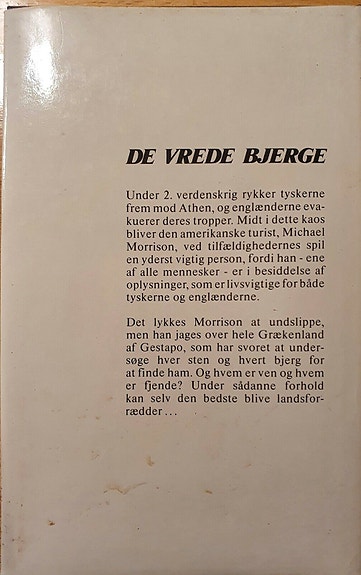 DE VREDE BJERGE
Under 2. verdenskrig rykker tyskerne
frem mod Athen, og englænderne eva-
kuerer deres tropper. Midt i dette kaos
bliver den amerikanske turist, Michael
Morrison, ved tilfældighedernes spil
en yderst vigtig person, fordi han - ene
af alle mennesker - er i besiddelse af
oplysninger, som er livsvigtige for både
tyskerne og englænderne.
Det lykkes Morrison at undslippe,
men han jages over hele Grækenland
af Gestapo, som har svoret at under-
søge hver sten og hvert bjerg for
at finde ham. Og hvem er ven og hvem
er fjende? Under sådanne forhold
kan selv den bedste blive landsfor-
rædder ...